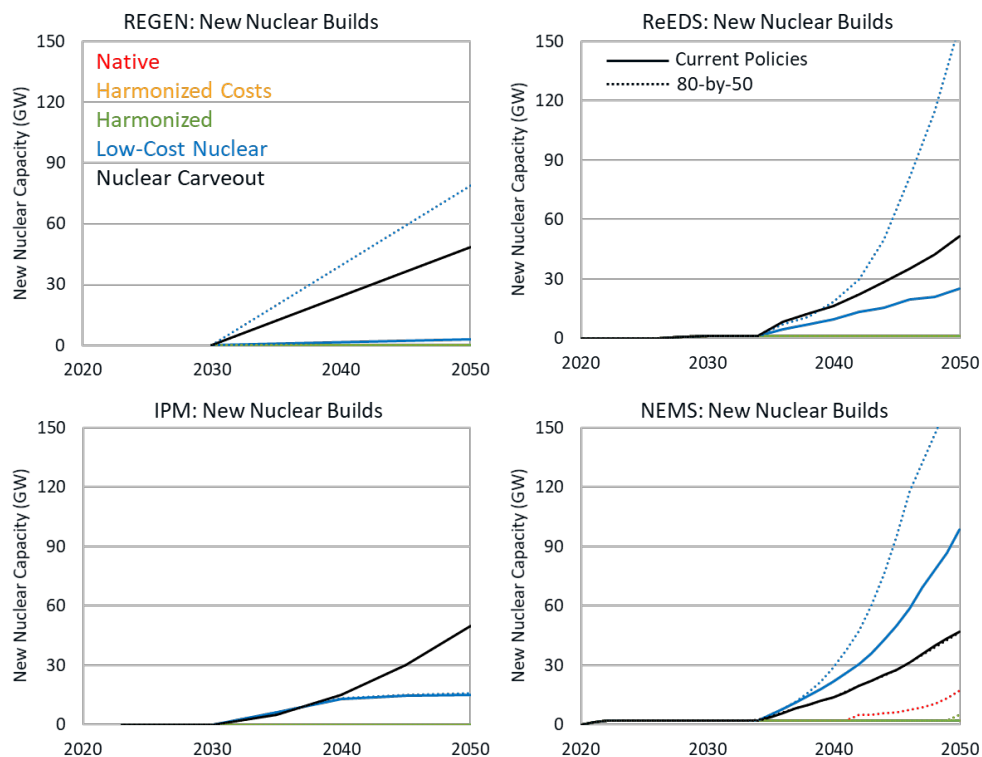 REGEN: New Nuclear Builds
New Nuclear Capacity (GW)
150
120
90
60
30
0
2020
2030
2040
2050
Native
Harmonized Costs
Harmonized
Low-Cost Nuclear
Nuclear Carveout
ReEDS: New Nuclear Builds
New Nuclear Capacity (GW)
150
120
90
60
30
0
2020
2030
2040
2050
Current Policies
80-by-50
IPM: New Nuclear Builds
New Nuclear Capacity (GW)
150
120
90
60
30
0
2020
2030
2040
2050
NEMS: New Nuclear Builds
New Nuclear Capacity (GW)
150
120
90
60
30
0
2020
2030
2040
2050